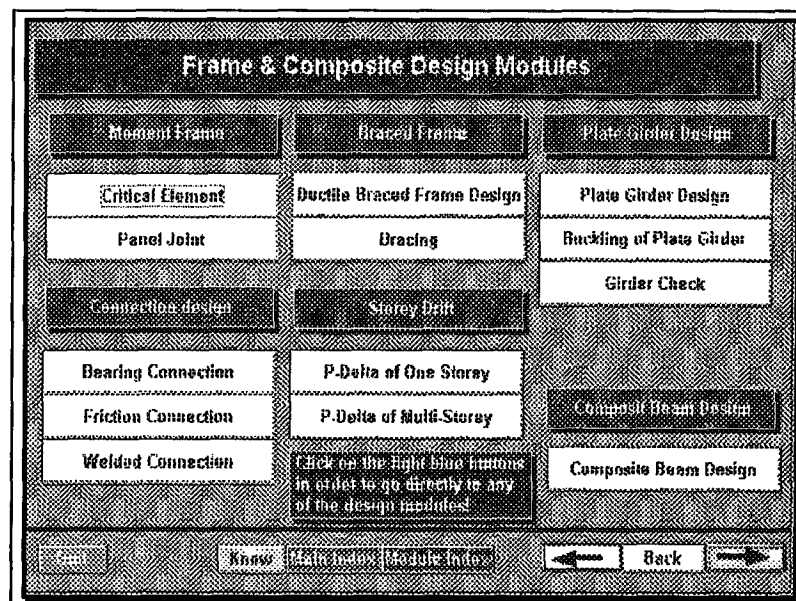 Frame & Composite Design Modules
Moment Frame
Critical Element
Panel Joint
Braced Frame
Ductile Braced Frame Design
Bracing
Plate Girder Design
Plate Girder Design
Buckling of Plate Girder
Girder Check
Connection design
Bearing Connection
Friction Connection
Welded Connection
Storey Drift
P-Delta of One Storey
P-Delta of Multi-Storey
Click on the light blue buttons
in order to go directly to any
of the design modules!
Composit Beam Design
Composite Beam Design
Know
Main Index
Module Index
Back